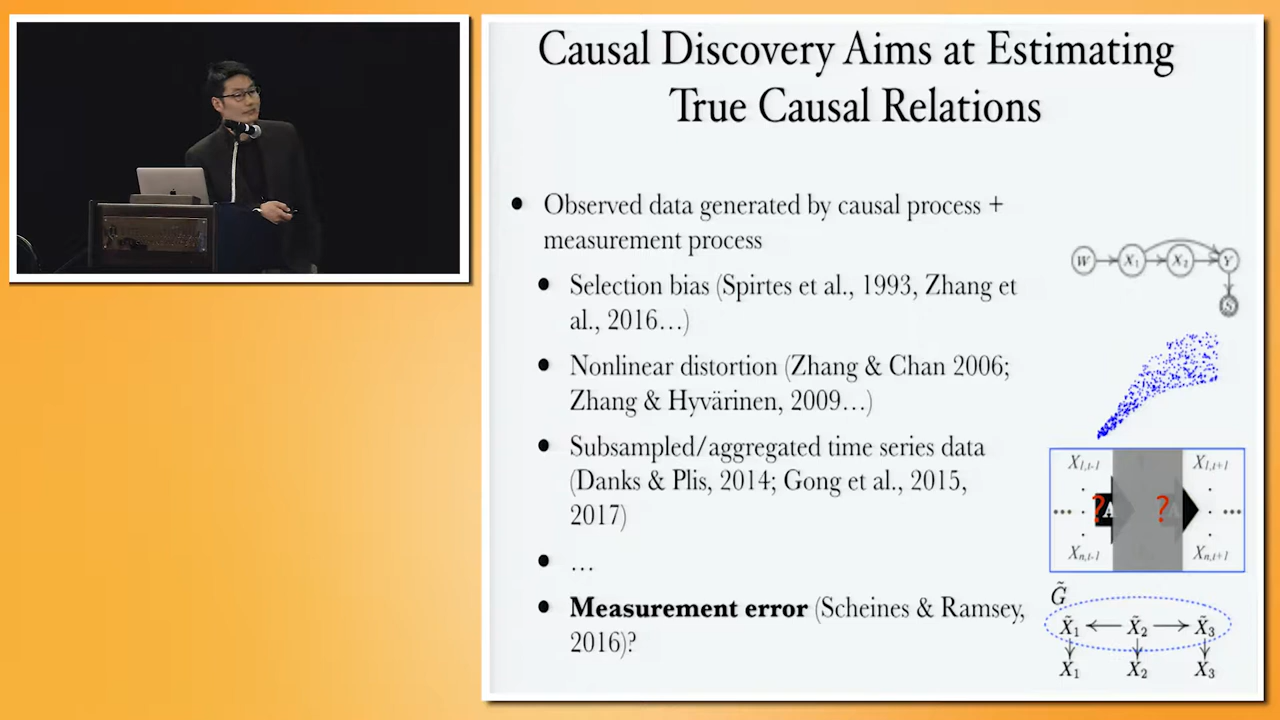 Causal Discovery Aims at Estimating
True Causal Relations
• Observed data generated by causal process +
measurement process
• Selection bias (Spirtes et al., 1993, Zhang et
al., 2016…)
• Nonlinear distortion (Zhang & Chan 2006;
Zhang & Hyvärinen, 2009…)
• Subsampled/aggregated time series data
(Danks & Plis, 2014; Gong et al., 2015,
2017)
• …
• Measurement error (Scheines & Ramsey,
2016)?
W X₁ X₂ Y
S
X₁,t-1 X₁,t+1
... ? A ? ...
Xn,t-1 Xn,t+1
G̃
X̃₁ X̃₂ X̃₃
X₁ X₂ X₃